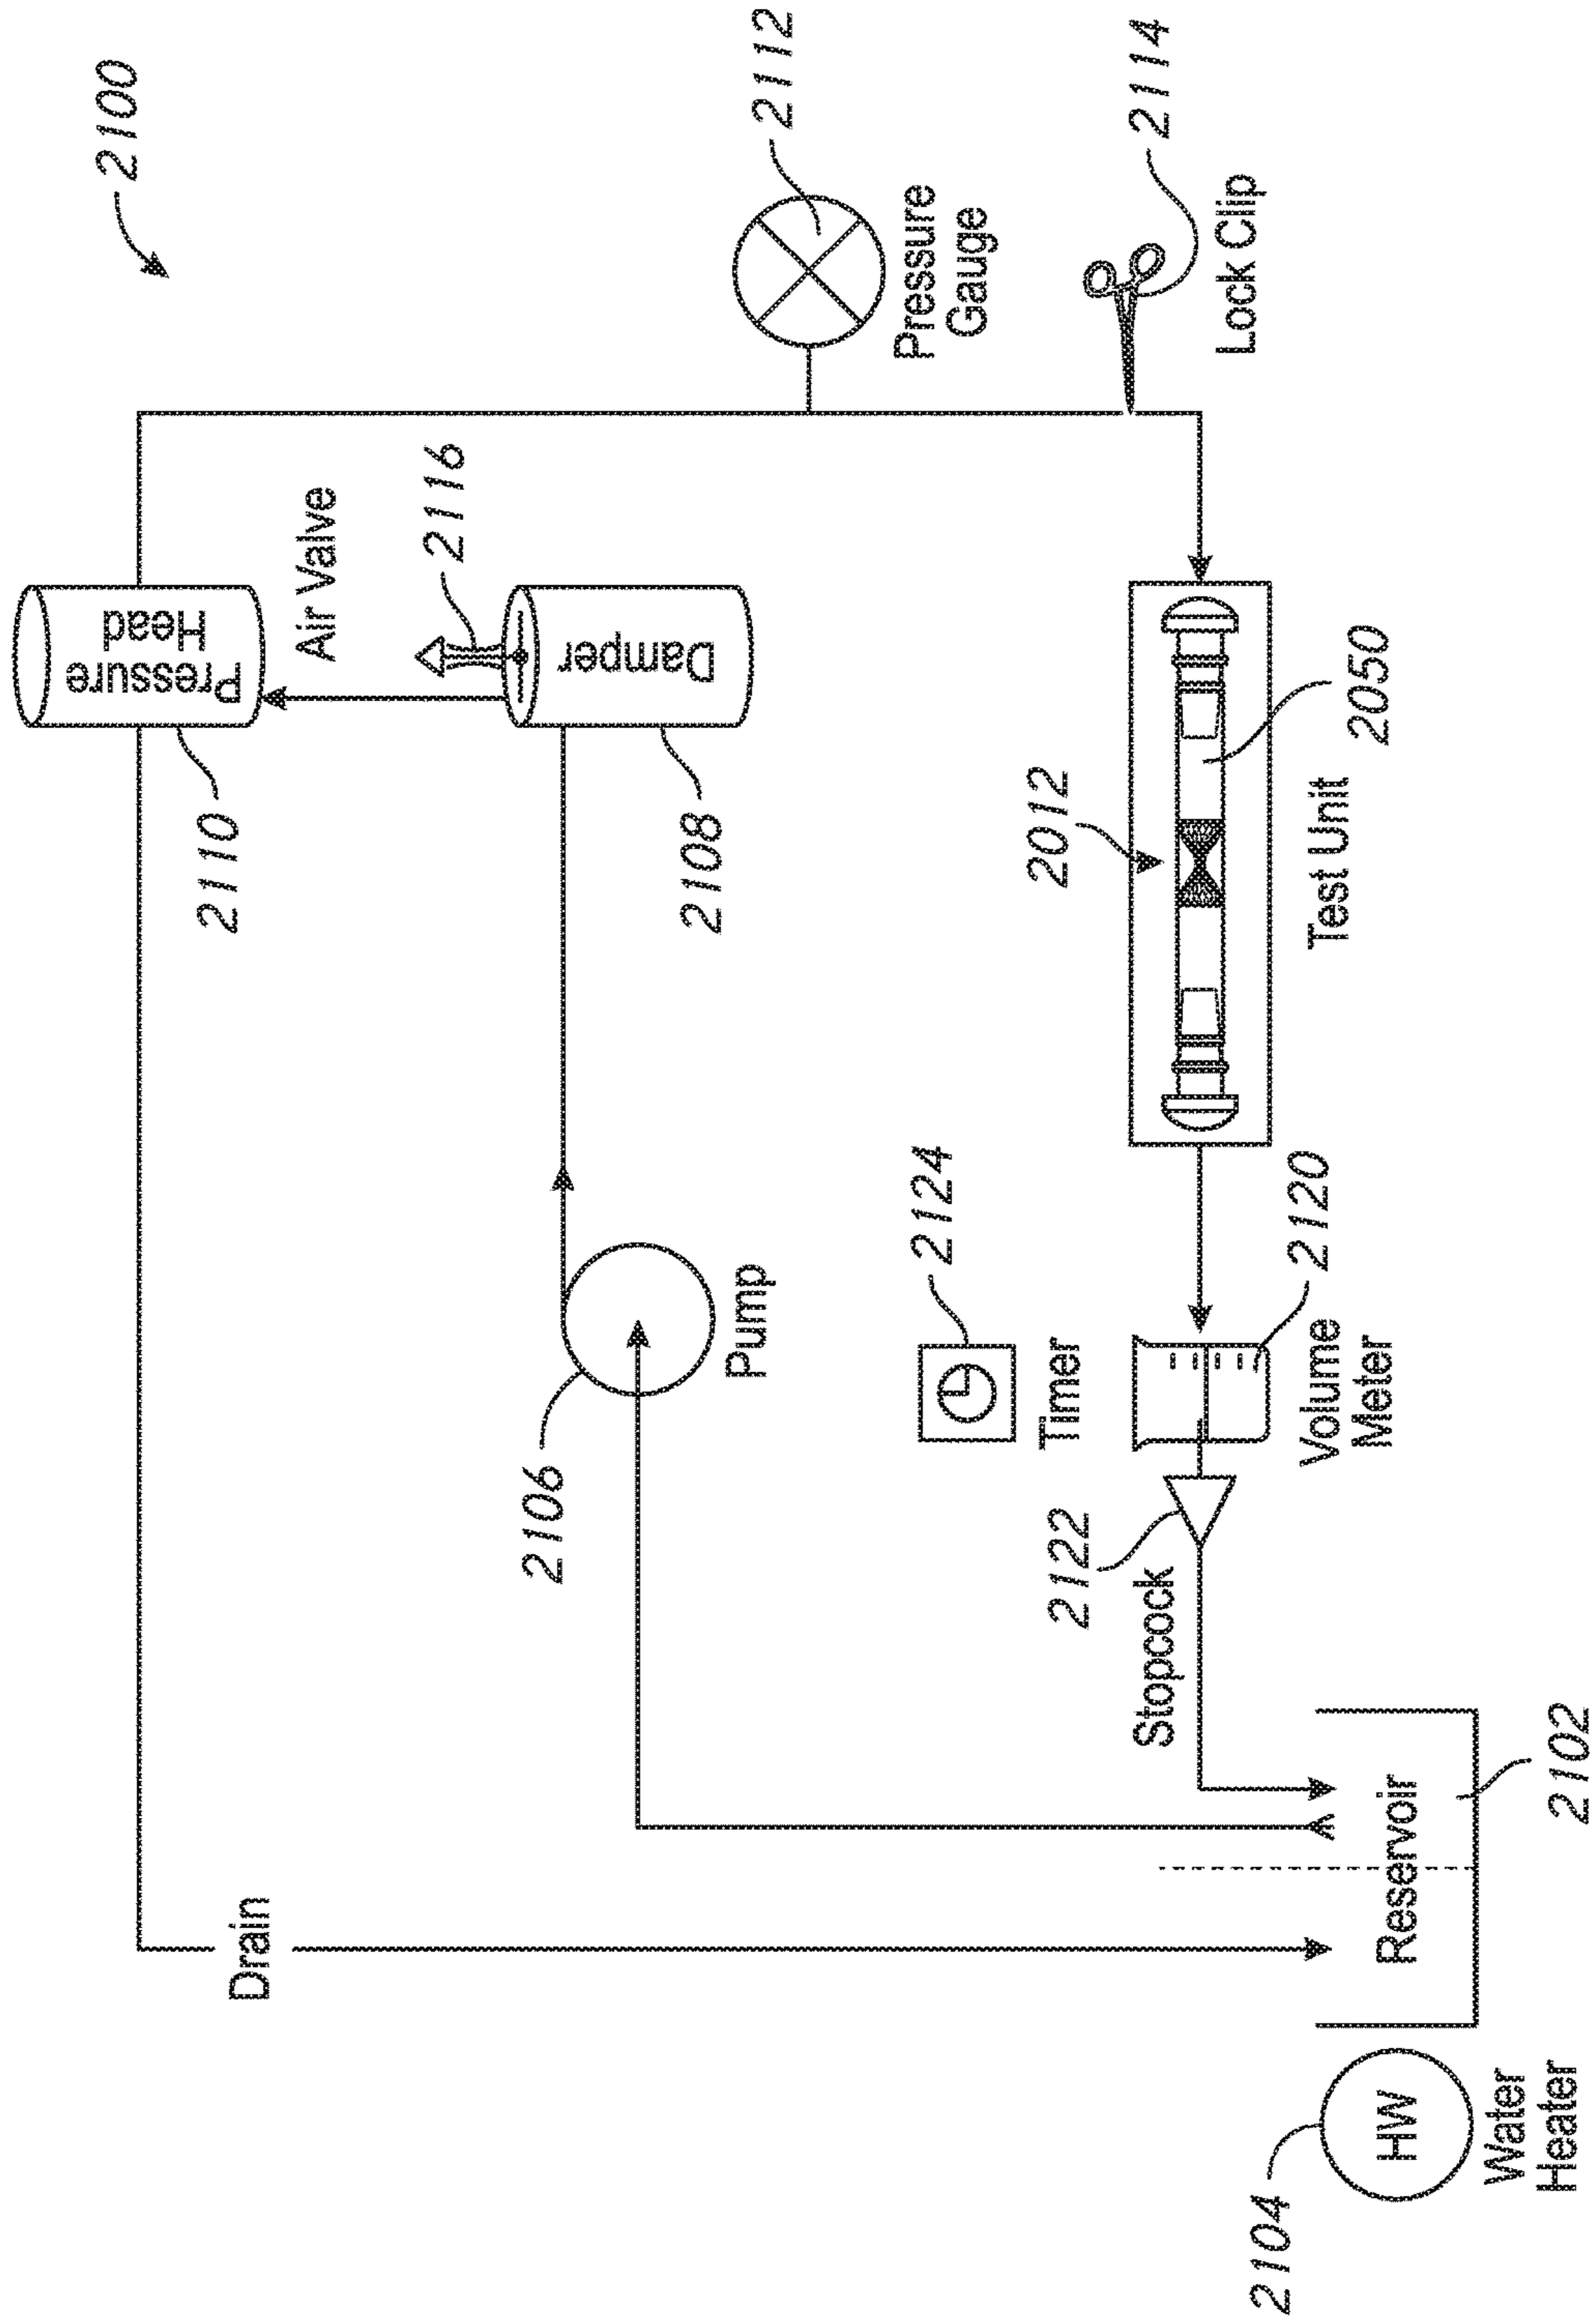 2100
Pressure
Head
2110
Air Valve
2116
Damper
2108
2112
Pressure
Gauge
2114
Lock Clip
2106
Pump
2012
2050
Test Unit
2124
Timer
2120
Volume
Meter
2122
Stopcock
Drain
Reservoir
2102
2104
HW
Water
Heater